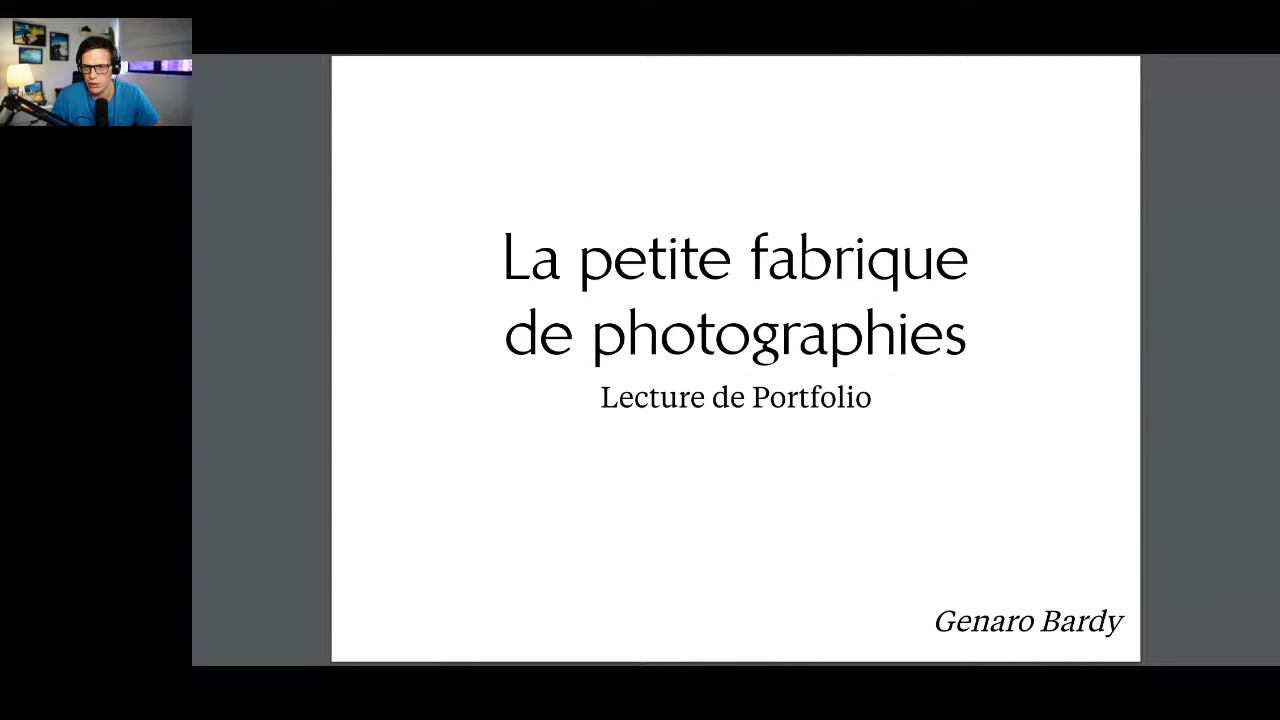 La petite fabrique
de photographies
Lecture de Portfolio
Genaro Bardy